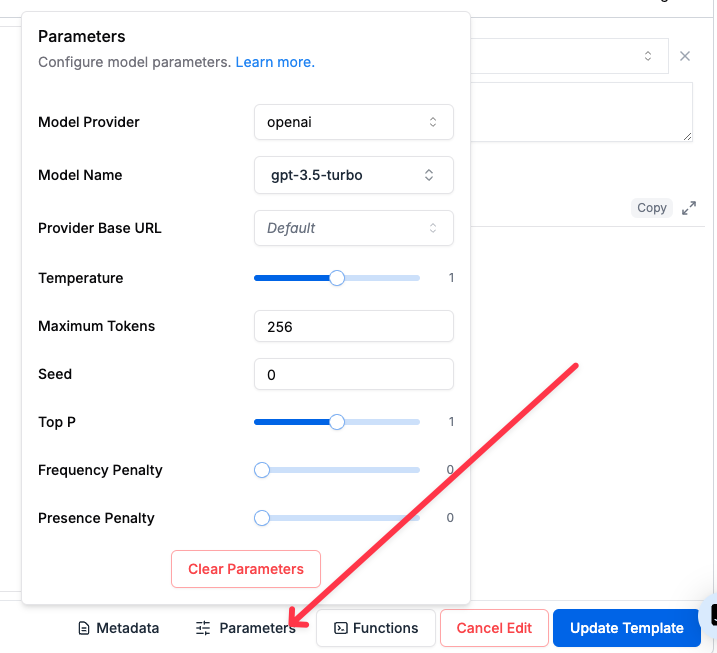 Parameters
Configure model parameters. Learn more.
Model Provider
openai
Model Name
gpt-3.5-turbo
Provider Base URL
Default
Temperature
1
Maximum Tokens
256
Seed
0
Top P
1
Frequency Penalty
0
Presence Penalty
0
Clear Parameters
Copy
Metadata
Parameters
Functions
Cancel Edit
Update Template